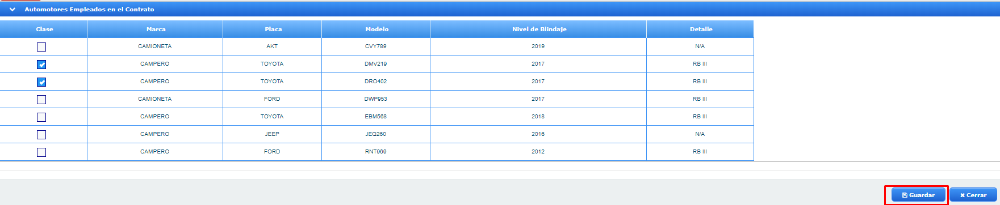 Automotores Empleados en el Contrato
Clase Marca Placa Modelo Nivel de Blindaje Detalle
CAMIONETA AKT CVY789 2019 N/A
CAMPERO TOYOTA DMV219 2017 RB III
CAMPERO TOYOTA DRO402 2017 RB III
CAMIONETA FORD DWP953 2017 RB III
CAMPERO TOYOTA EBM568 2018 RB III
CAMPERO JEEP JEQ260 2016 N/A
CAMPERO FORD RNT969 2012 RB III
Guardar Cerrar